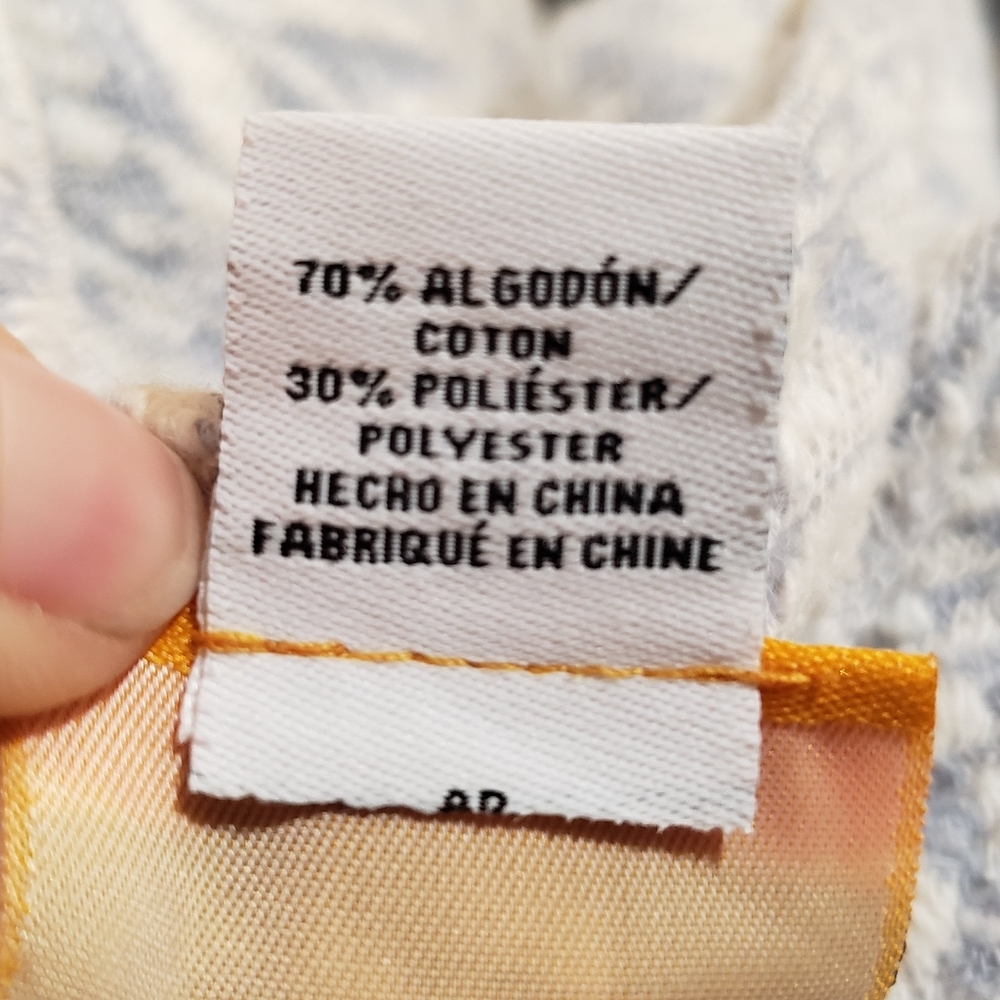 70% ALGODÓN/
COTON
30% POLIÉSTER/
POLYESTER
HECHO EN CHINA
FABRIQUÉ EN CHINE